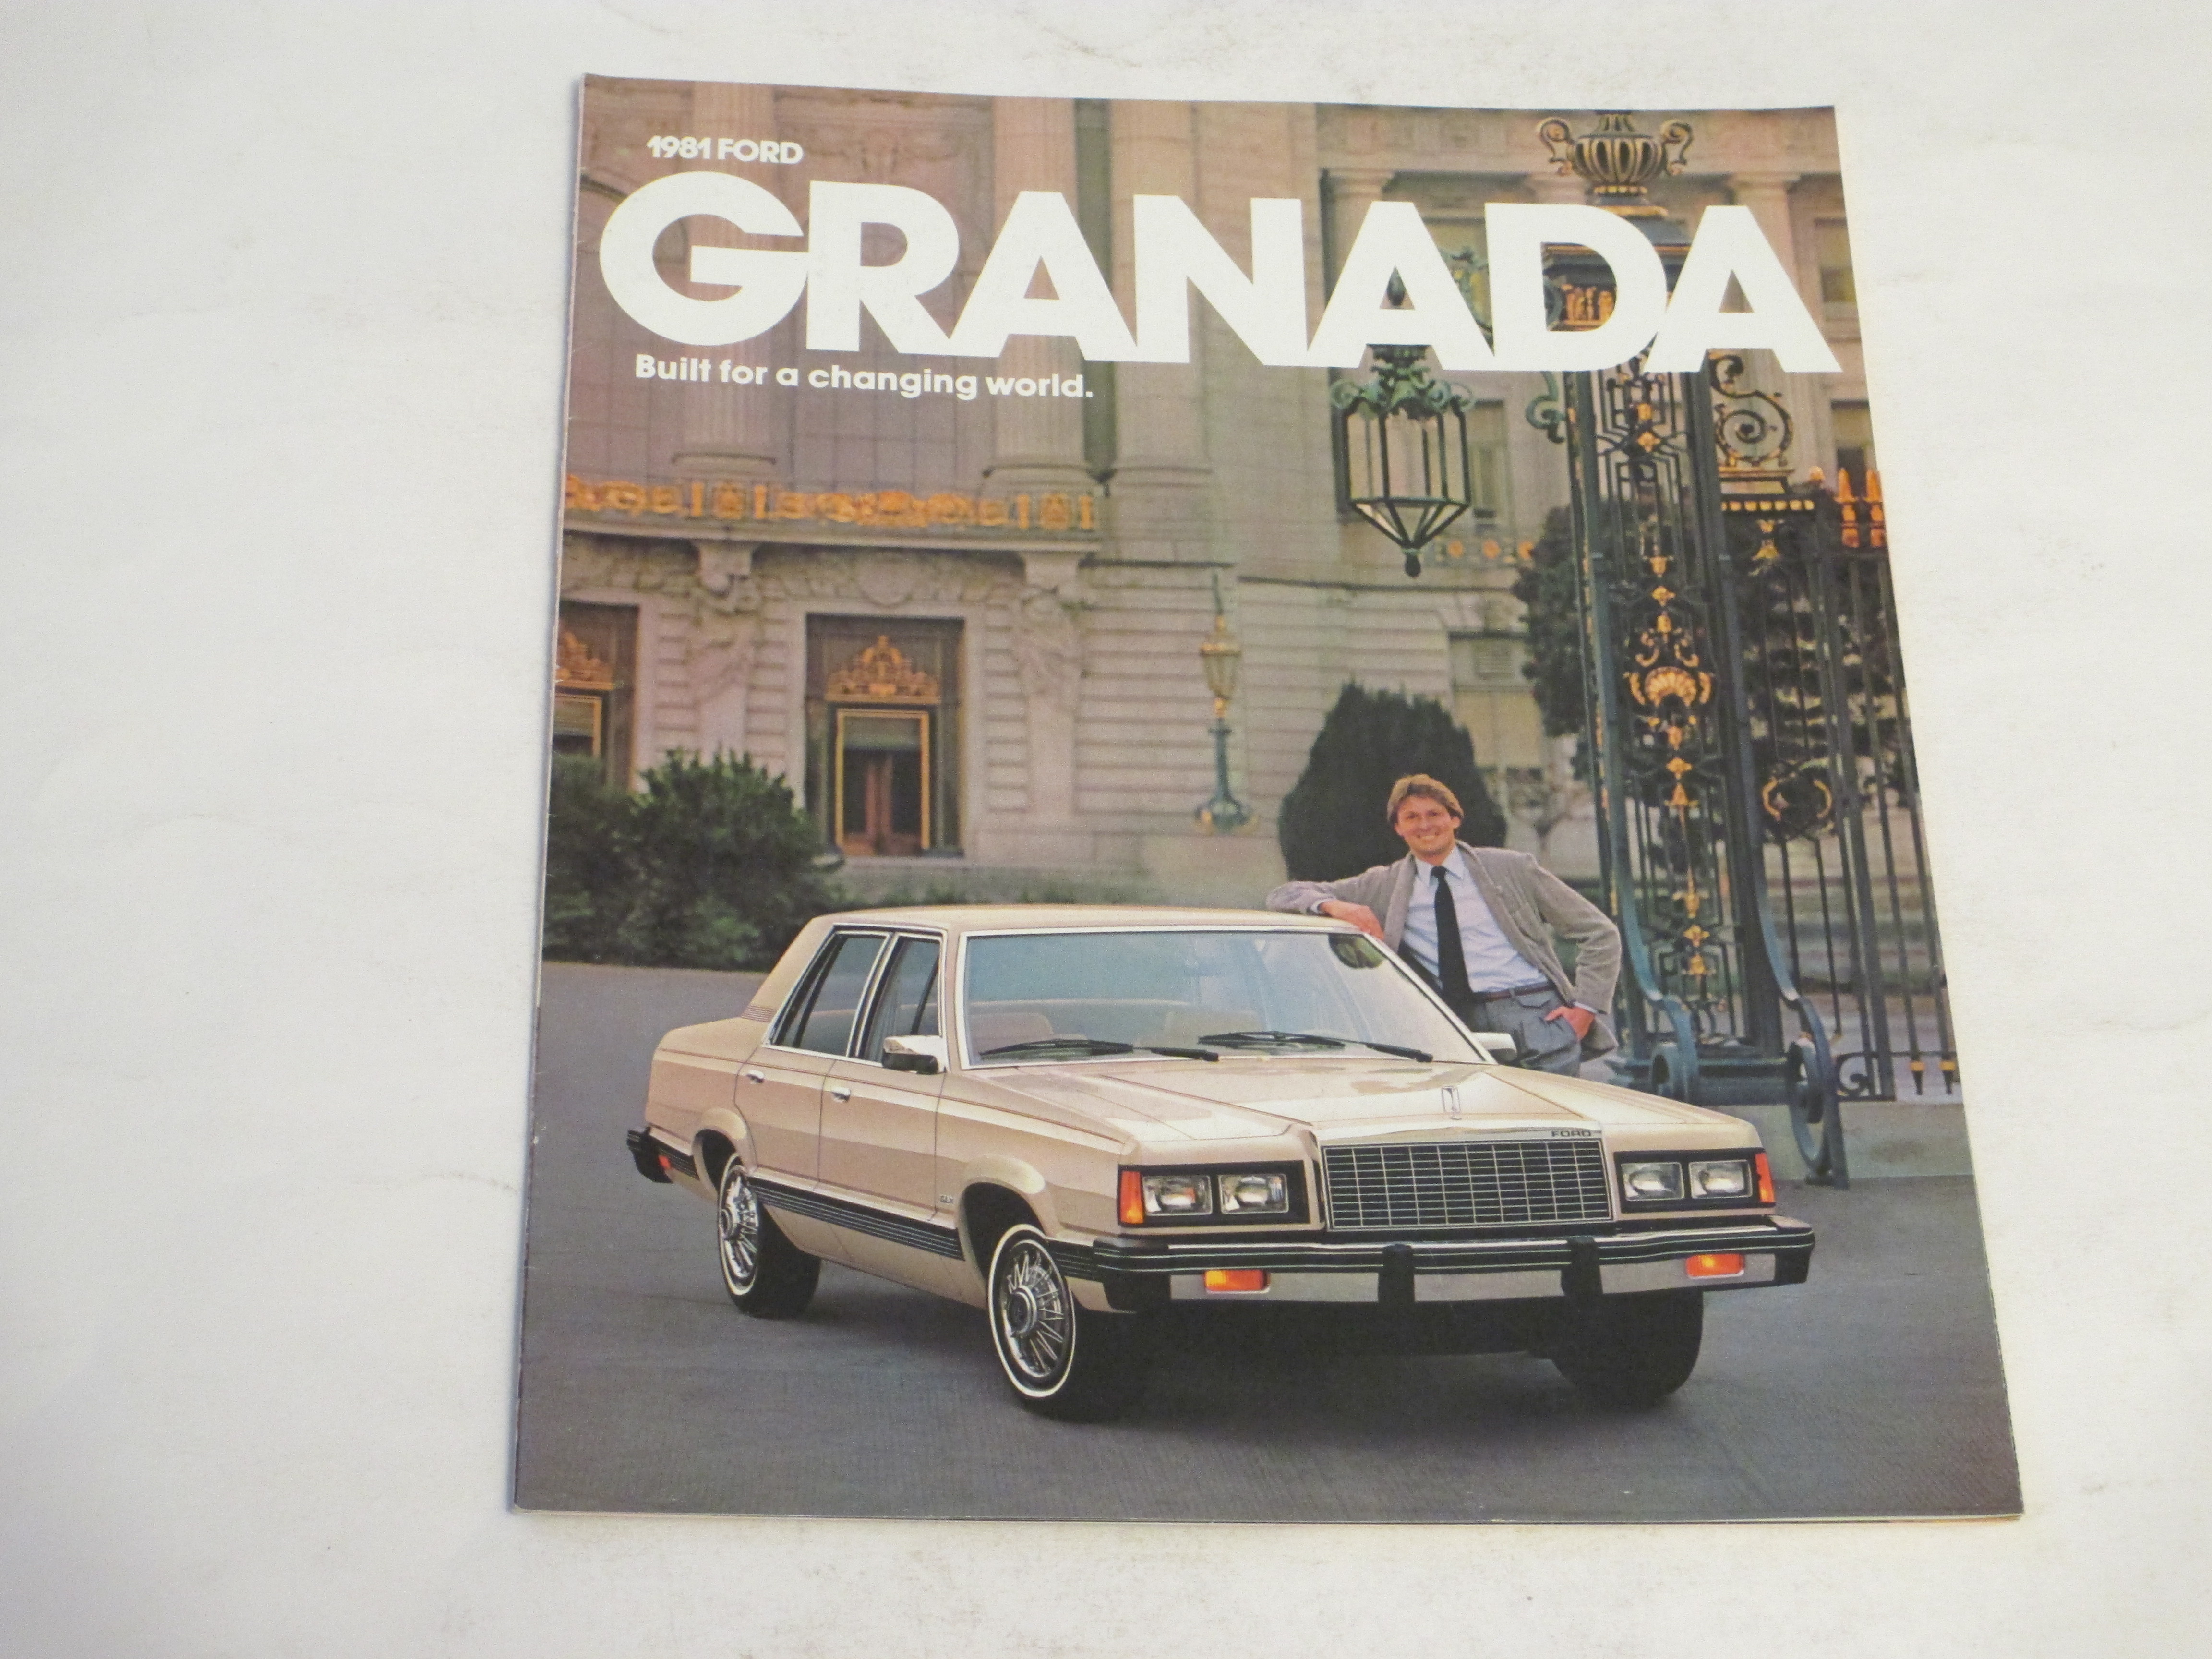 1981 FORD
GRANADA
Built for a changing world.
FORD